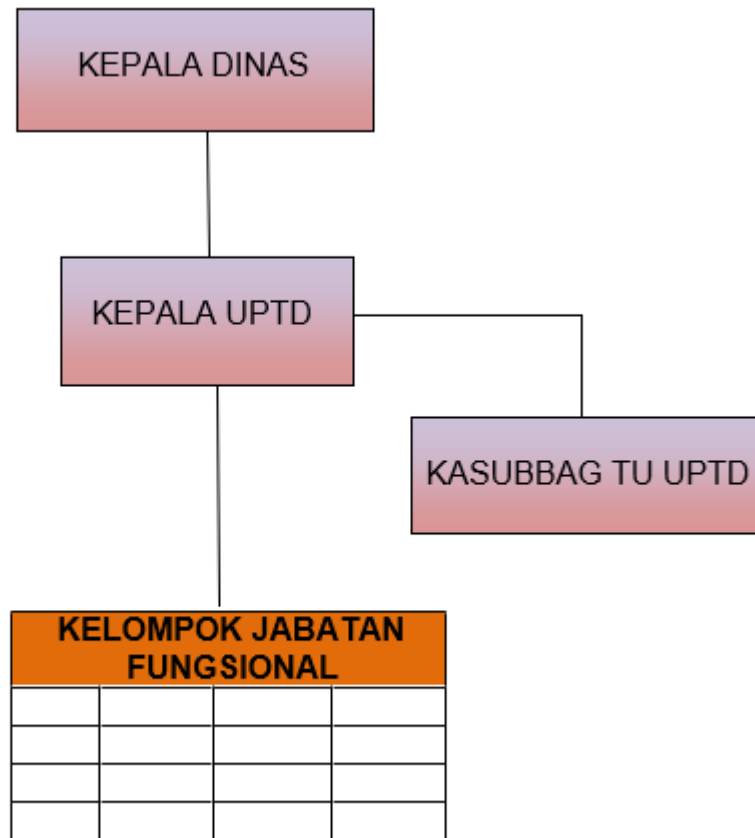 KEPALA DINAS
KEPALA UPTD
KASUBBAG TU UPTD
KELOMPOK JABATAN
FUNGSIONAL